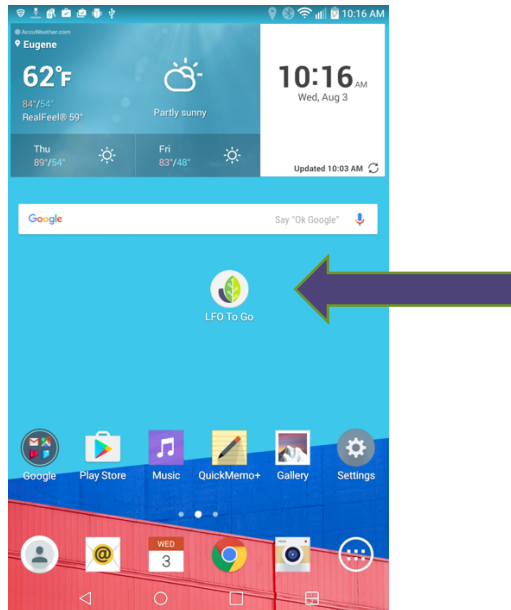 10:16 AM
AccuWeather.com
Eugene
62°F
84°/54°
RealFeel® 59°
Partly sunny
10:16 AM
Wed, Aug 3
Thu
89°/54°
Fri
83°/48°
Updated 10:03 AM
Google
Say "Ok Google"
LFO To Go
Google
Play Store
Music
QuickMemo+
Gallery
Settings
@
WED
3